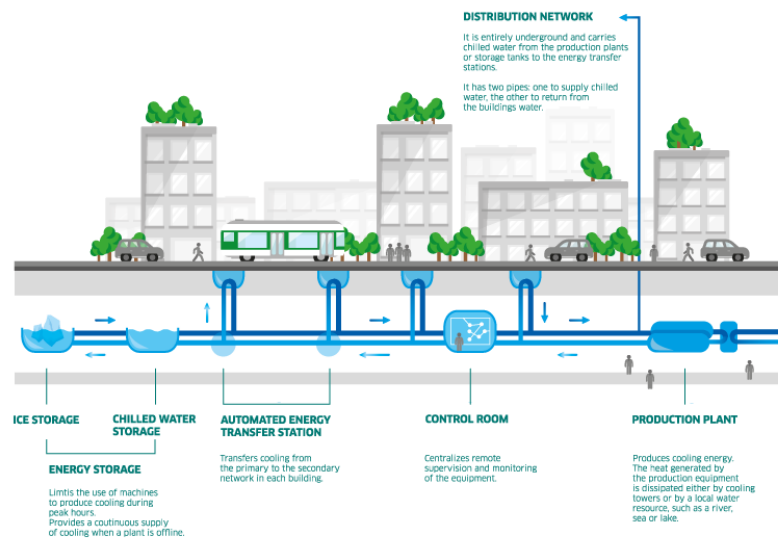 DISTRIBUTION NETWORK
It is entirely underground and carries
chilled water from the production plants
or storage tanks to the energy transfer
stations.
It has two pipes: one to supply chilled
water, the other to return from
the buildings water.
ICE STORAGE
CHILLED WATER
STORAGE
ENERGY STORAGE
Limtis the use of machines
to produce cooling during
peak hours.
Provides a coutinuous supply
of cooling when a plant is offline.
AUTOMATED ENERGY
TRANSFER STATION
Transfers cooling from
the primary to the secondary
network in each building.
CONTROL ROOM
Centralizes remote
supervision and monitoring
of the equipment.
PRODUCTION PLANT
Produces cooling energy.
The heat generated by
the production equipment
is dissipated either by cooling
towers or by a local water
resource, such as a river,
sea or lake.